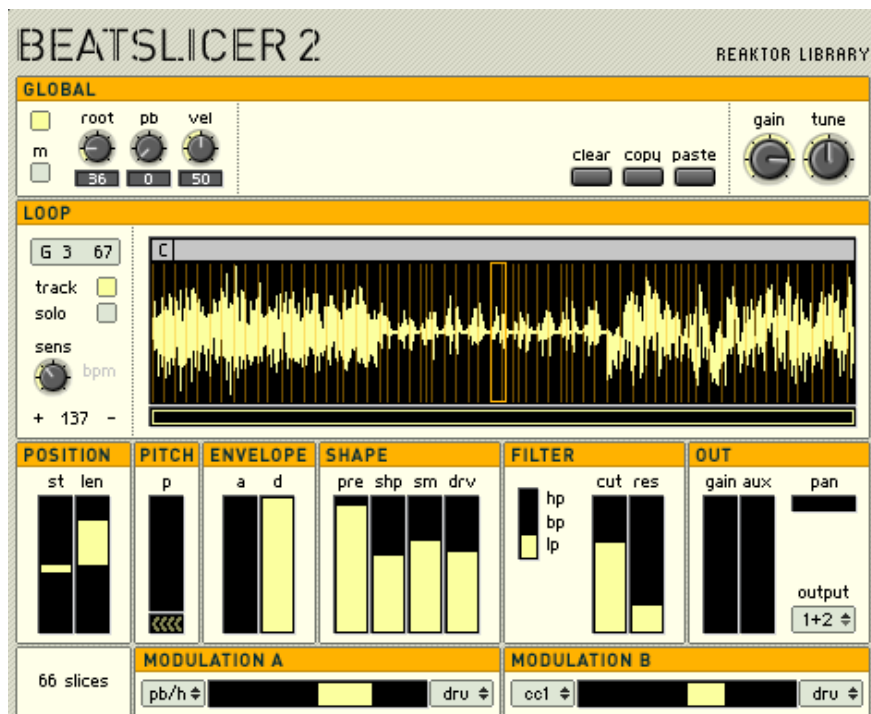 BEATSLICER 2
REAKTOR LIBRARY
GLOBAL
root pb vel
gain tune
m
clear copy paste
36 0 50
LOOP
G 3 67
C
track
solo
sens
bpm
+ 137 -
POSITION PITCH ENVELOPE SHAPE FILTER OUT
st len p a d pre shp sm drv cut res gain aux pan
hp
bp
lp
output
1+2
66 slices
MODULATION A MODULATION B
pb/h drv cc1 drv